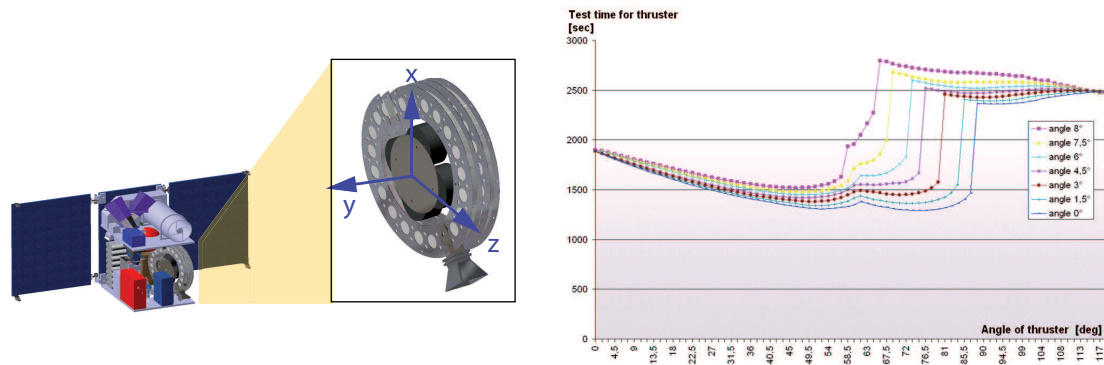 x
y
z
Test time for thruster
[sec]
3000
2500
2000
1500
1000
500
0
angle 8°
angle 7,5°
angle 6°
angle 4,5°
angle 3°
angle 1,5°
angle 0°
Angle of thruster [deg]
0
4.5
9
13.5
18
22.5
27
31.5
36
40.5
45
49.5
54
58.5
63
67.5
72
76.5
81
85.5
90
94.5
99
104
108
113
117